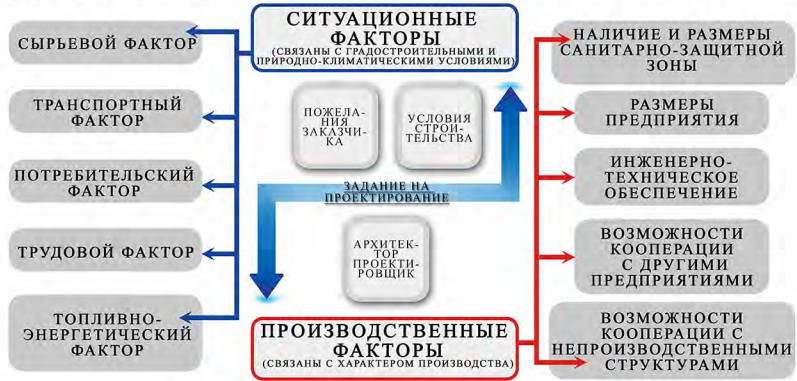 СИТУАЦИОННЫЕ
ФАКТОРЫ
(СВЯЗАНЫ С ГРАДОСТРОИТЕЛЬНЫМИ И
ПРИРОДНО-КЛИМАТИЧЕСКИМИ УСЛОВИЯМИ)
СЫРЬЕВОЙ ФАКТОР
ТРАНСПОРТНЫЙ
ФАКТОР
ПОТРЕБИТЕЛЬСКИЙ
ФАКТОР
ТРУДОВОЙ ФАКТОР
ТОПЛИВНО-
ЭНЕРГЕТИЧЕСКИЙ
ФАКТОР
ПОЖЕЛА-
НИЯ
ЗАКАЗЧИ-
КА
УСЛОВИЯ
СТРОИ-
ТЕЛЬСТВА
ЗАДАНИЕ НА
ПРОЕКТИРОВАНИЕ
АРХИТЕК-
ТОР
ПРОЕКТИ-
РОВЩИК
ПРОИЗВОДСТВЕННЫЕ
ФАКТОРЫ
(СВЯЗАНЫ С ХАРАКТЕРОМ ПРОИЗВОДСТВА)
НАЛИЧИЕ И РАЗМЕРЫ
САНИТАРНО-ЗАЩИТНОЙ
ЗОНЫ
РАЗМЕРЫ
ПРЕДПРИЯТИЯ
ИНЖЕНЕРНО-
ТЕХНИЧЕСКОЕ
ОБЕСПЕЧЕНИЕ
ВОЗМОЖНОСТИ
КООПЕРАЦИИ
С ДРУГИМИ
ПРЕДПРИЯТИЯМИ
ВОЗМОЖНОСТИ
КООПЕРАЦИИ С
НЕПРОИЗВОДСТВЕННЫМИ
СТРУКТУРАМИ